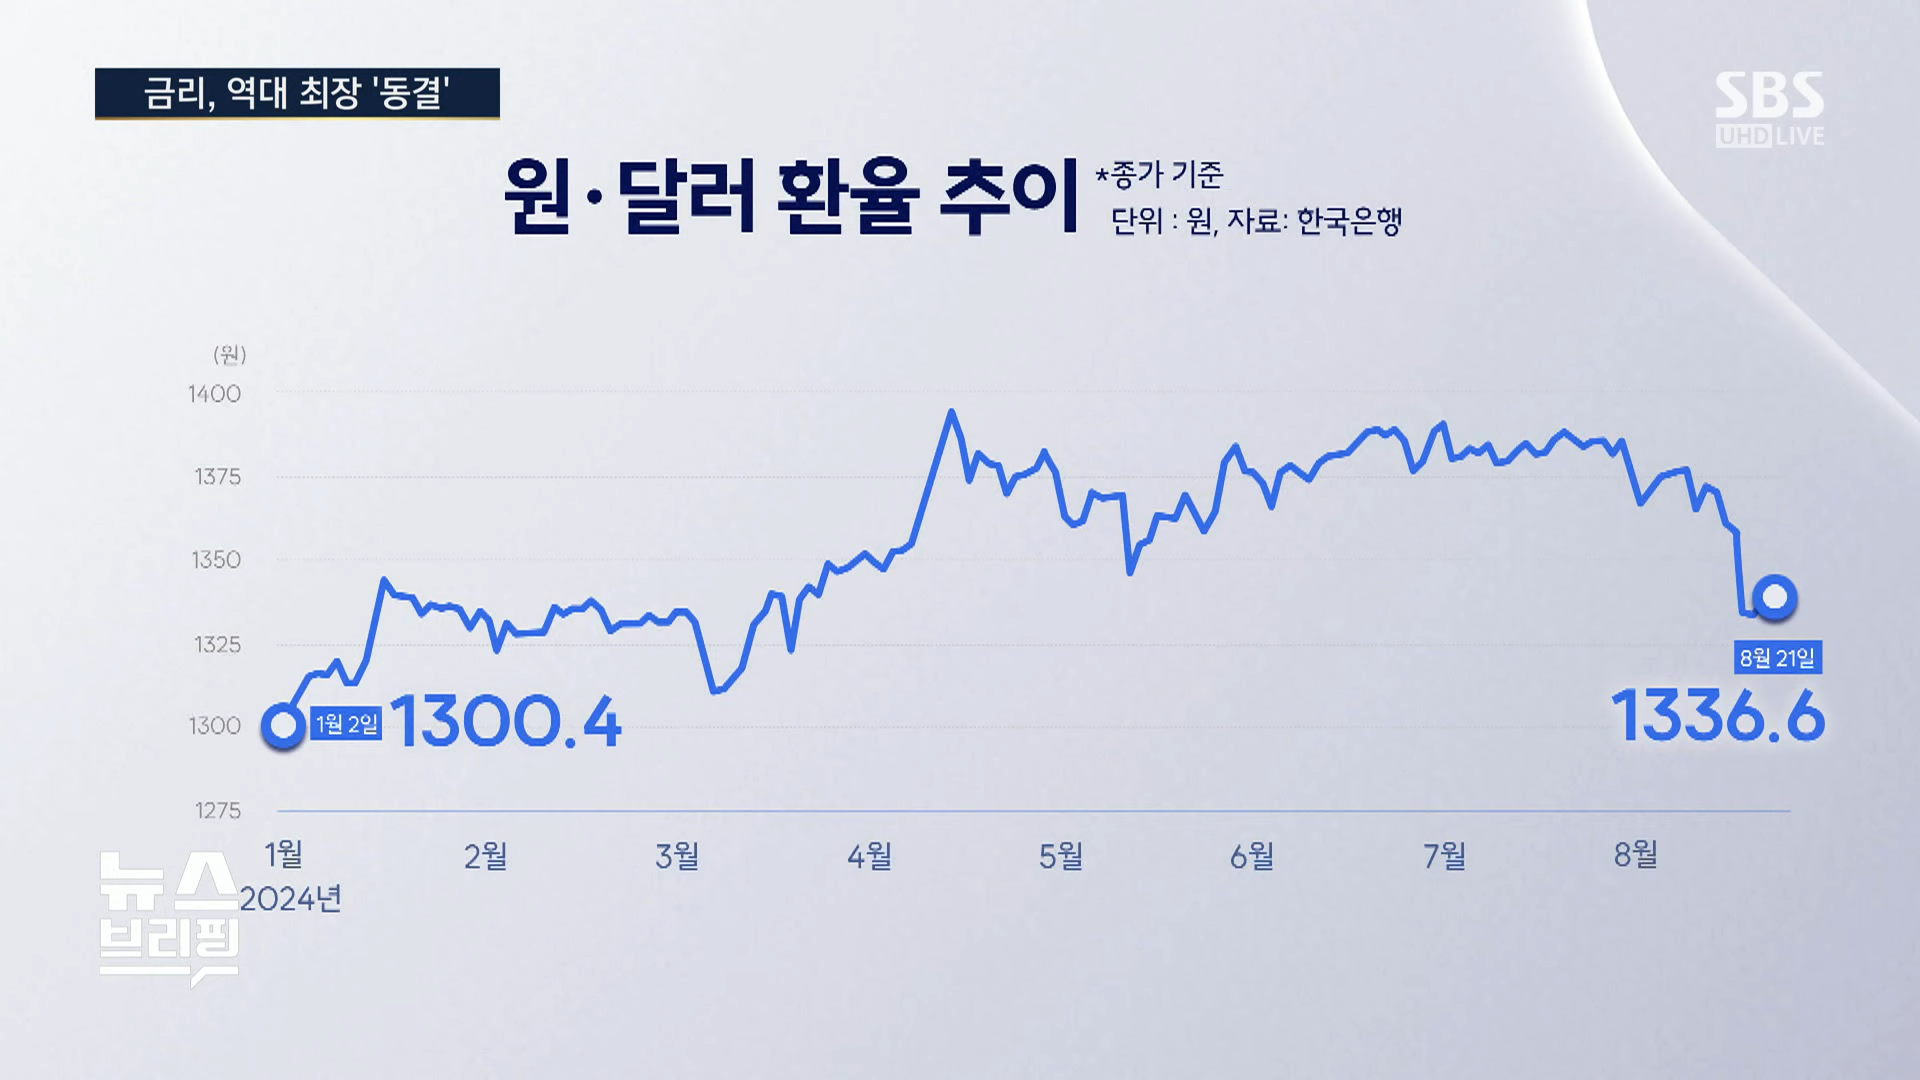 금리, 역대 최장 '동결'
SBS
UHD LIVE
원·달러 환율 추이
*종가 기준
단위 : 원, 자료: 한국은행
(원)
1400
1375
1350
1325
1300
1275
1월 2일
1300.4
8월 21일
1336.6
1월 2월 3월 4월 5월 6월 7월 8월
2024년
뉴스
브리핑